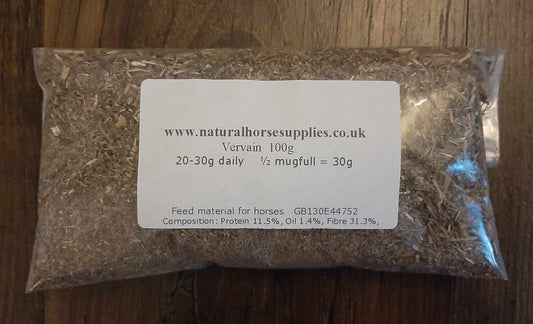 www.naturalhorsesupplies.co.uk
Vervain 100g
20-30g daily ½ mugfull = 30g
Feed material for horses GB130E44752
Composition: Protein 11.5%, Oil 1.4%, Fibre 31.3%,